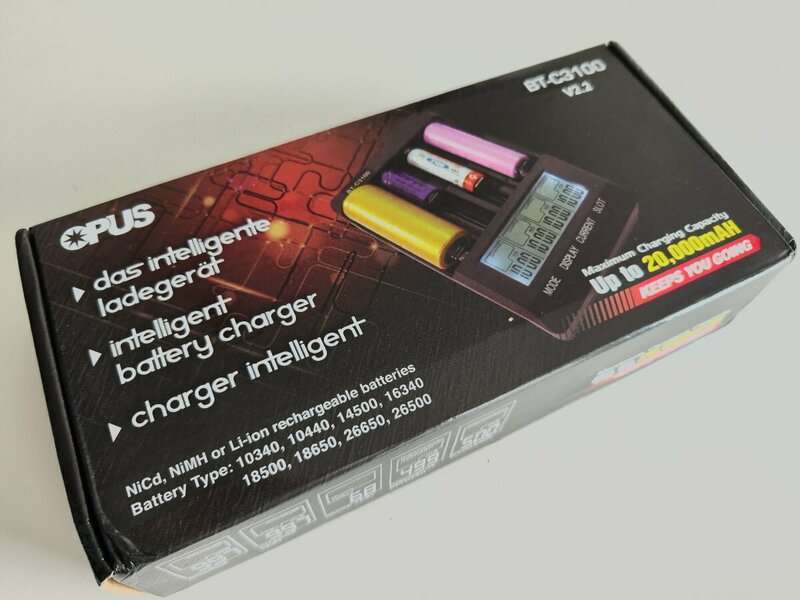 BT-C3100
V2.2
OPUS
das intelligente
ladegerät
intelligent
battery charger
charger intelligent
NiCd, NiMH or Li-ion rechargeable batteries
Battery Type: 10340, 10440, 14500, 16340
18500, 18650, 26650, 26500
BT-C3100
MODE DISPLAY CURRENT SLOT
Maximum Charging Capacity
Up to 20,000mAH
KEEPS YOU GOING